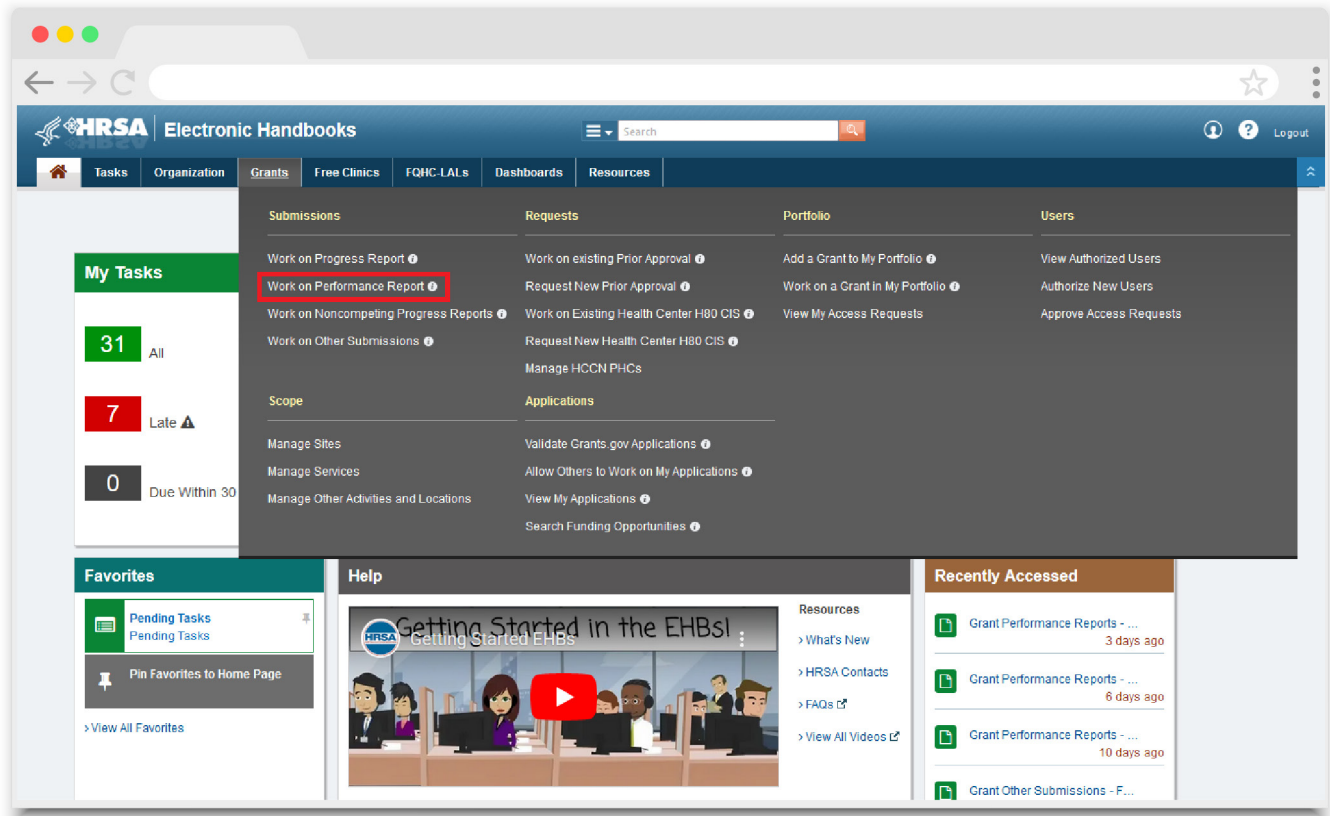 HRSA Electronic Handbooks
Search
Logout
Tasks Organization Grants Free Clinics FQHC-LALs Dashboards Resources
Submissions
Work on Progress Report
Work on Performance Report
Work on Noncompeting Progress Reports
Work on Other Submissions
Requests
Work on existing Prior Approval
Request New Prior Approval
Work on Existing Health Center H80 CIS
Request New Health Center H80 CIS
Manage HCCN PHCs
Portfolio
Add a Grant to My Portfolio
Work on a Grant in My Portfolio
View My Access Requests
Users
View Authorized Users
Authorize New Users
Approve Access Requests
Scope
Manage Sites
Manage Services
Manage Other Activities and Locations
Applications
Validate Grants.gov Applications
Allow Others to Work on My Applications
View My Applications
Search Funding Opportunities
My Tasks
31 All
7 Late
0 Due Within 30
Favorites
Pending Tasks
Pending Tasks
Pin Favorites to Home Page
> View All Favorites
Help
Getting Started in the EHBs!
HRSA Getting Started EHBs
Resources
> What's New
> HRSA Contacts
> FAQs
> View All Videos
Recently Accessed
Grant Performance Reports - ...
3 days ago
Grant Performance Reports - ...
6 days ago
Grant Performance Reports - ...
10 days ago
Grant Other Submissions - F...